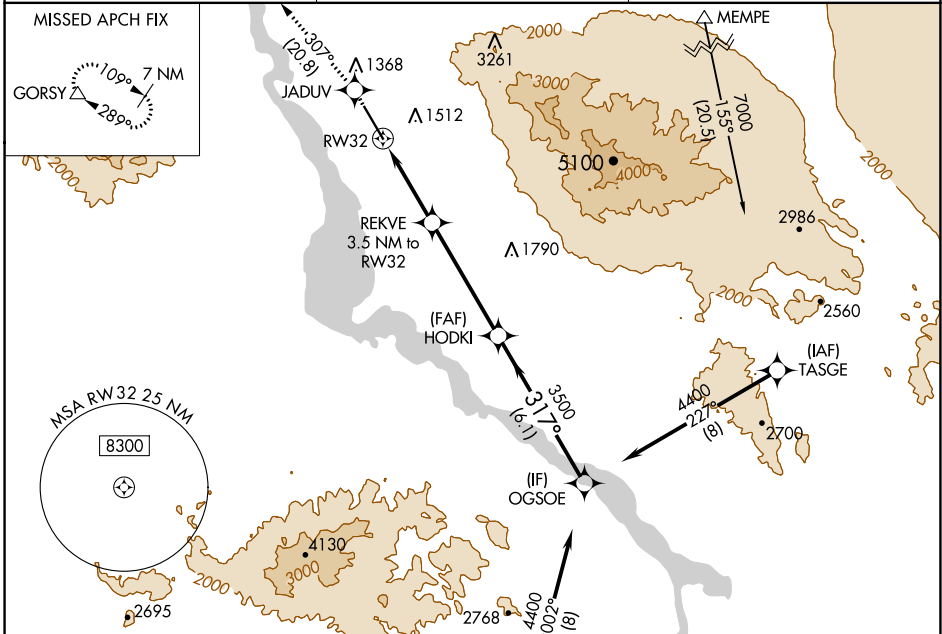 MISSED APCH FIX
GORSY
109°
7 NM
289°
2000
307°
(20.8)
1368
JADUV
RW32
1512
3261
2000
3000
5100
4000
MEMPE
7000
155°
(20.5)
2000
2986
REKVE
3.5 NM to
RW32
1790
2000
2560
(FAF)
HODKI
(IAF)
TASGE
3500
317°
(6.1)
4400
227°
(8)
2700
MSA RW32 25 NM
8300
(IF)
OGSOE
4130
3000
2000
2695
2768
4400
002°
(8)